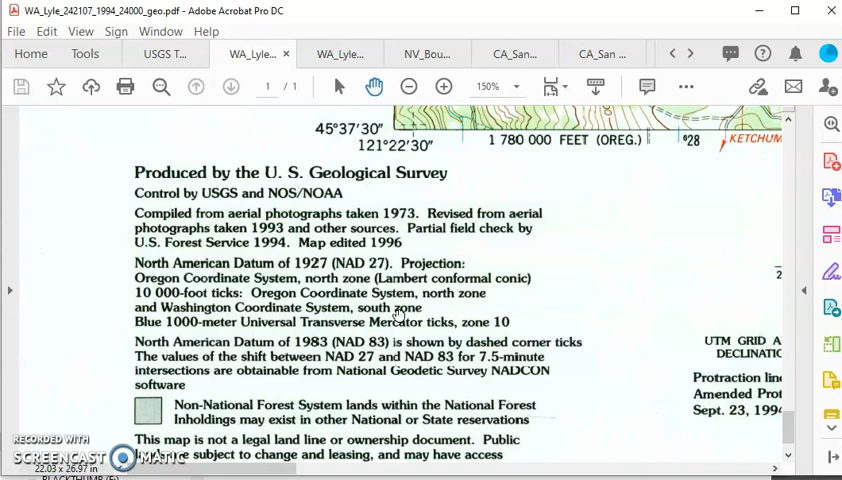 WA_Lyle_242107_1994_24000_geo.pdf - Adobe Acrobat Pro DC
File Edit View Sign Window Help
Home Tools USGS T... WA_Lyle... × WA_Lyle... NV_Bou... CA_San... CA_San ...
1 / 1 150%
45°37'30"
121°22'30"
1 780 000 FEET (OREG.)
628
KETCHUM
Produced by the U. S. Geological Survey
Control by USGS and NOS/NOAA
Compiled from aerial photographs taken 1973. Revised from aerial
photographs taken 1993 and other sources. Partial field check by
U.S. Forest Service 1994. Map edited 1996
North American Datum of 1927 (NAD 27). Projection:
Oregon Coordinate System, north zone (Lambert conformal conic)
10 000-foot ticks: Oregon Coordinate System, north zone
and Washington Coordinate System, south zone
Blue 1000-meter Universal Transverse Mercator ticks, zone 10
North American Datum of 1983 (NAD 83) is shown by dashed corner ticks
The values of the shift between NAD 27 and NAD 83 for 7.5-minute
intersections are obtainable from National Geodetic Survey NADCON
software
Non-National Forest System lands within the National Forest
Inholdings may exist in other National or State reservations
This map is not a legal land line or ownership document. Public
are subject to change and leasing, and may have access
UTM GRID A
DECLINATIC
Protraction line
Amended Prot
Sept. 23, 1994
RECORDED WITH
SCREENCAST MATIC
22.03 x 26.97 in